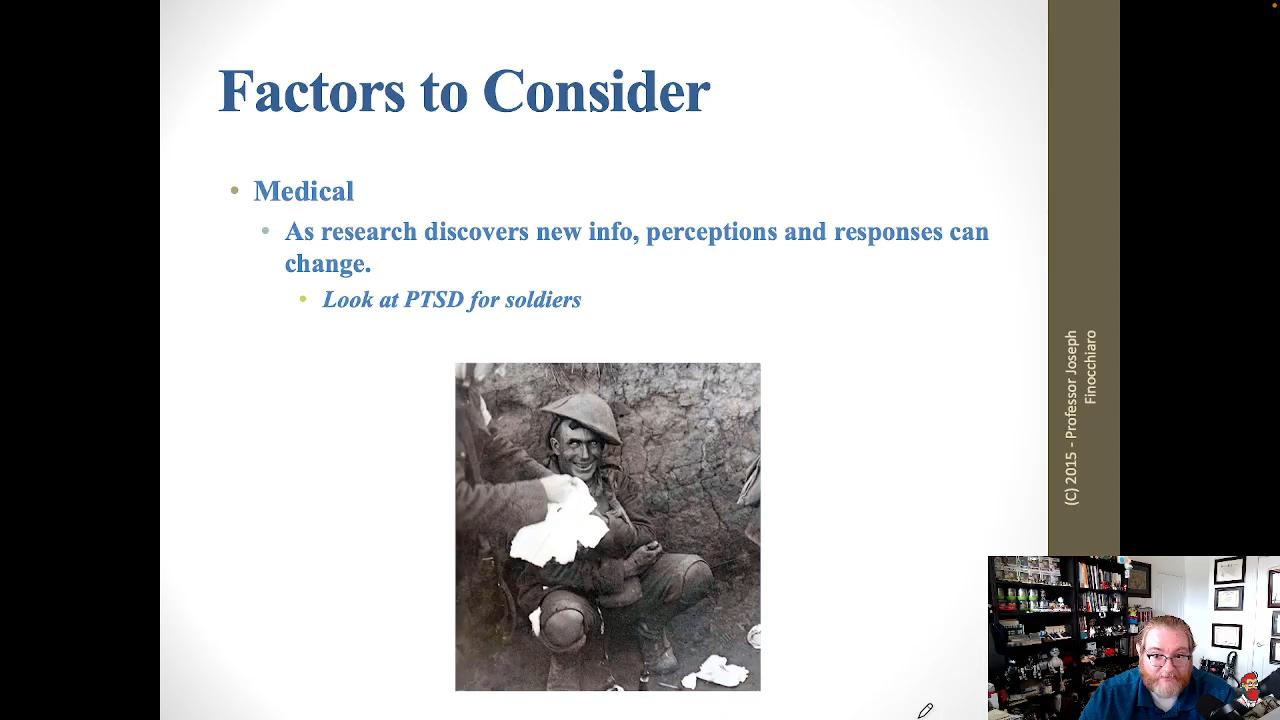 Factors to Consider
Medical
As research discovers new info, perceptions and responses can
change.
Look at PTSD for soldiers
(C) 2015 - Professor Joseph
Finocchiaro